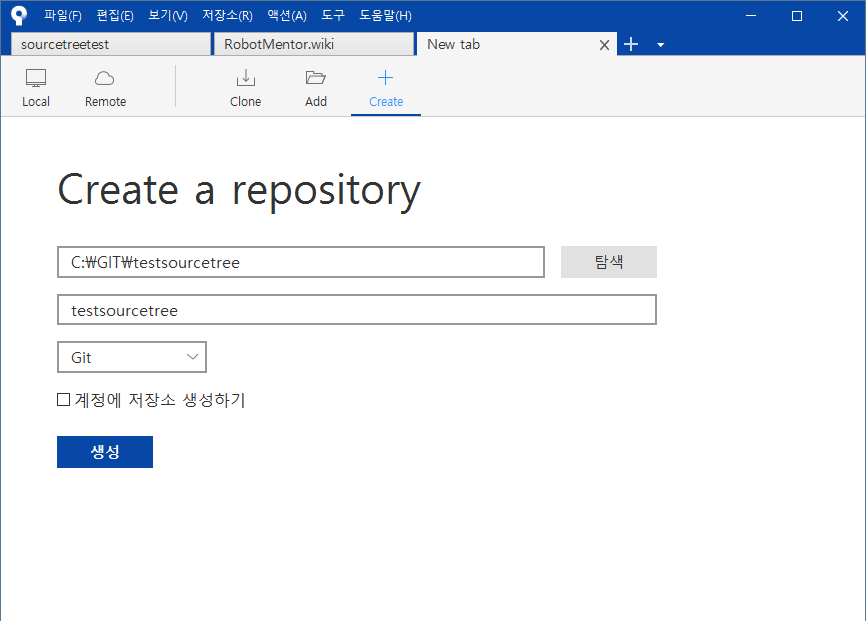 파일(F) 편집(E) 보기(V) 저장소(R) 액션(A) 도구 도움말(H)
sourcetreetest RobotMentor.wiki New tab
Local Remote Clone Add Create
Create a repository
C:₩GIT₩testsourcetree 탐색
testsourcetree
Git
계정에 저장소 생성하기
생성